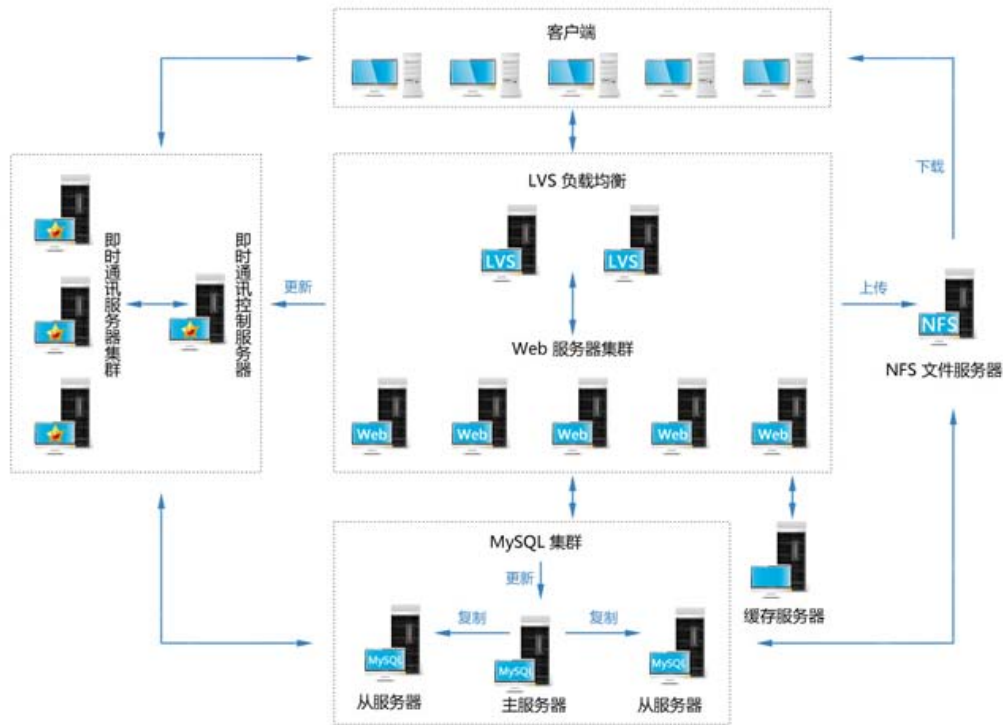 客户端
LVS 负载均衡
LVS
LVS
下载
即时通讯服务器集群
即时通讯控制服务器
更新
上传
NFS
NFS 文件服务器
Web 服务器集群
Web
Web
Web
Web
Web
MySQL 集群
更新
复制
复制
MySQL
MySQL
MySQL
从服务器
主服务器
从服务器
缓存服务器